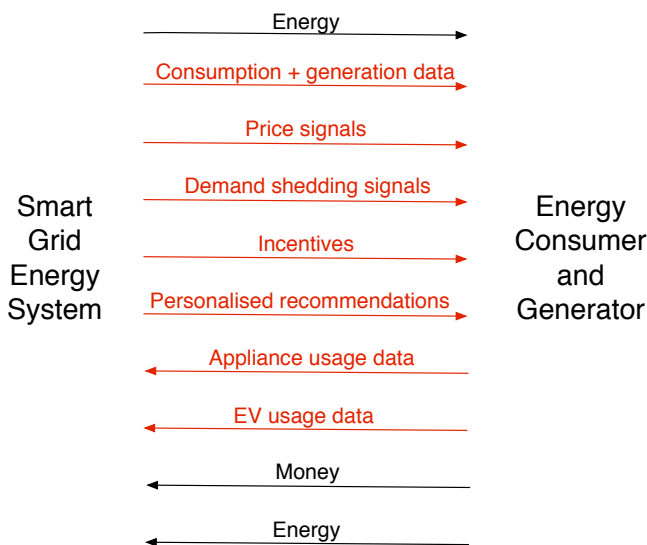 Energy
Consumption + generation data
Price signals
Demand shedding signals
Incentives
Personalised recommendations
Appliance usage data
EV usage data
Money
Energy
Smart
Grid
Energy
System
Energy
Consumer
and
Generator